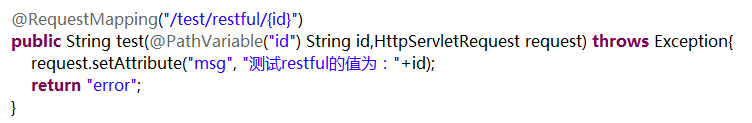 @RequestMapping("/test/restful/{id}")
public String test(@PathVariable("id") String id,HttpServletRequest request) throws Exception{
request.setAttribute("msg", "测试restful的值为："+id);
return "error";
}